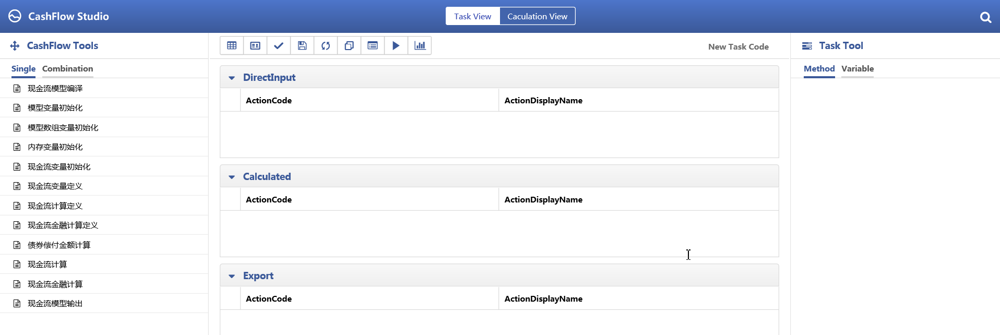 CashFlow Studio
Task View
Caculation View
CashFlow Tools
New Task Code
Task Tool
Single
Combination
Method
Variable
现金流模型编译
模型变量初始化
模型数组变量初始化
内存变量初始化
现金流变量初始化
现金流变量定义
现金流计算定义
现金流金融计算定义
债券偿付金额计算
现金流计算
现金流金融计算
现金流模型输出
DirectInput
ActionCode
ActionDisplayName
Calculated
ActionCode
ActionDisplayName
Export
ActionCode
ActionDisplayName